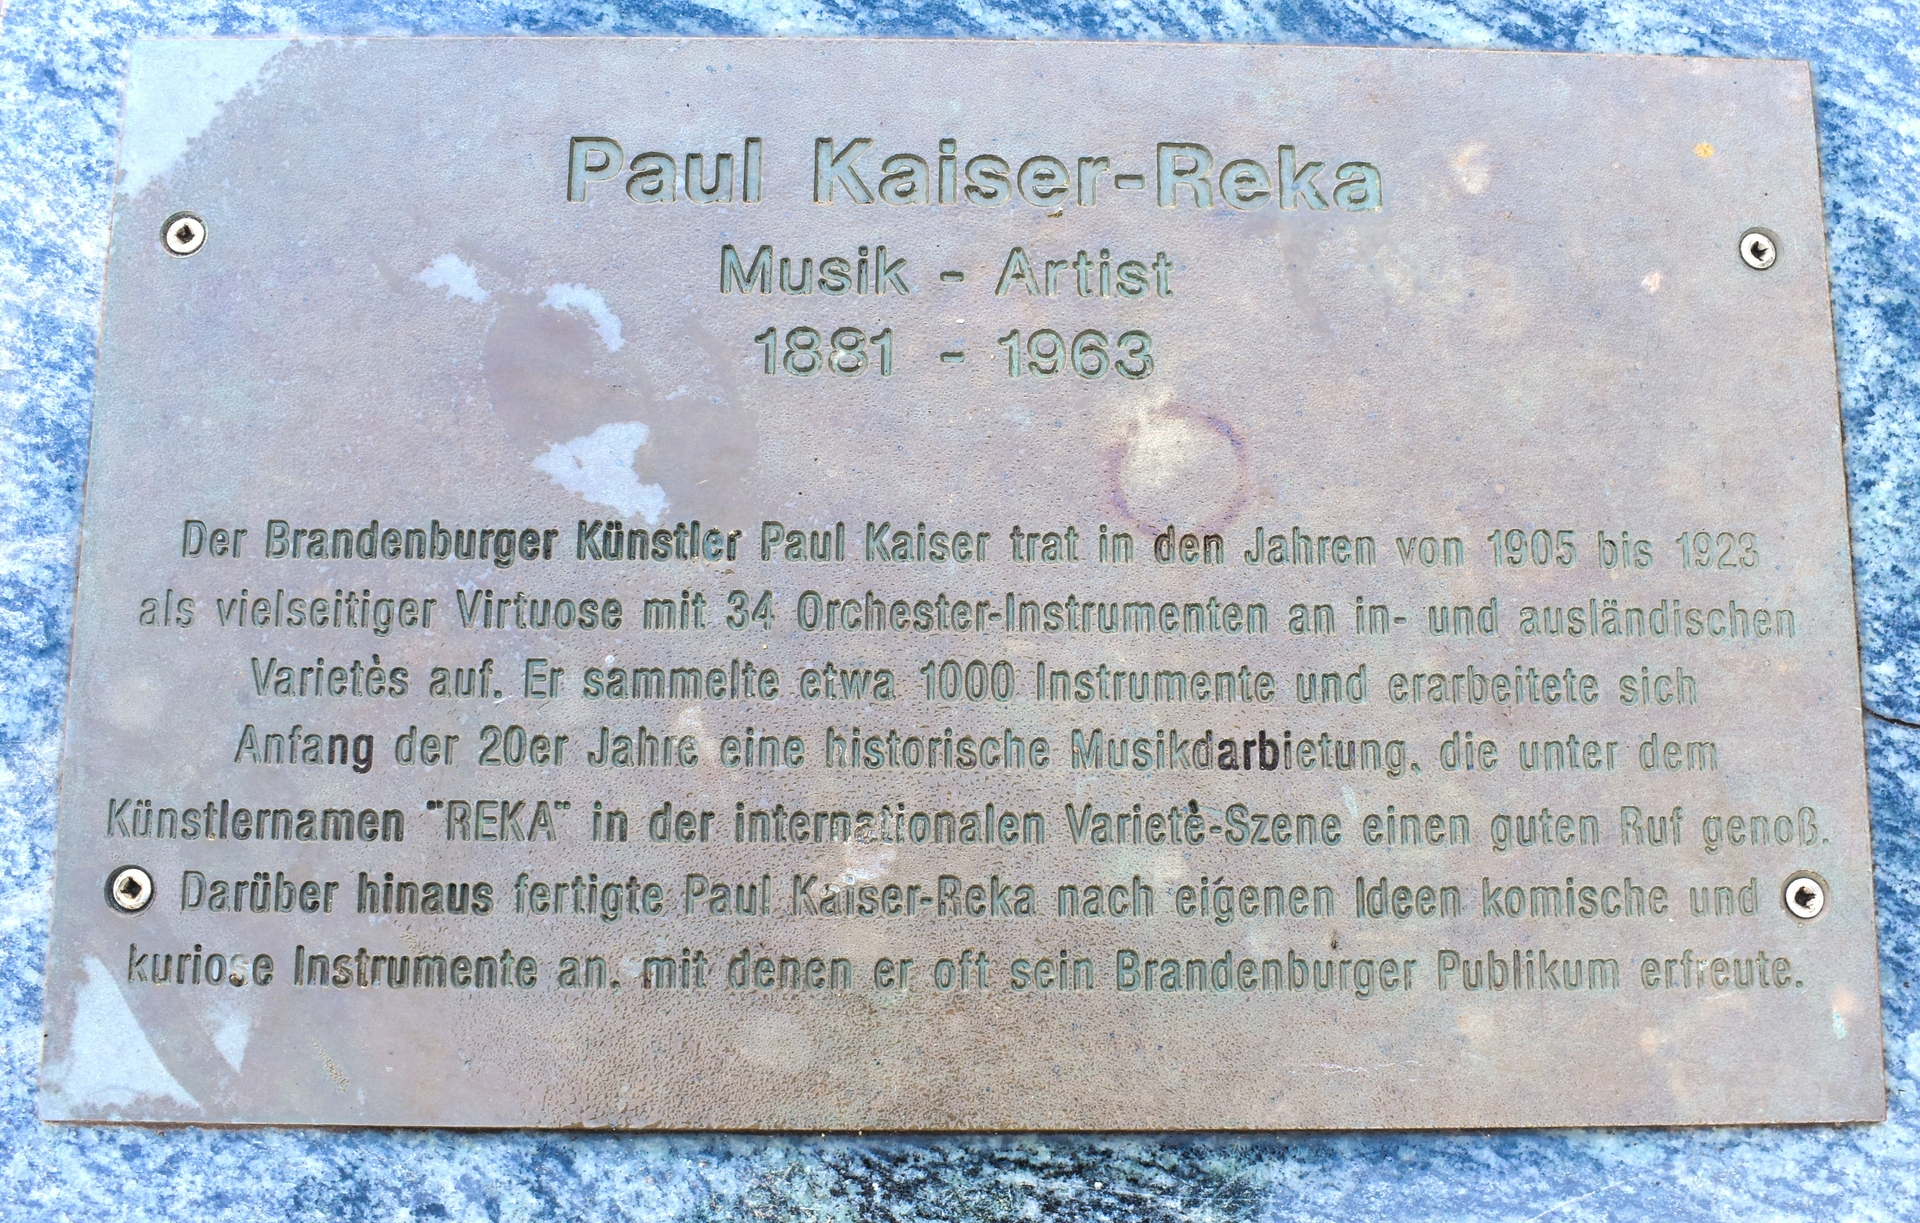 Paul Kaiser-Reka
Musik - Artist
1881 - 1963
Der Brandenburger Künstler Paul Kaiser trat in den Jahren von 1905 bis 1923
als vielseitiger Virtuose mit 34 Orchester-Instrumenten an in- und ausländischen
Varietès auf. Er sammelte etwa 1000 Instrumente und erarbeitete sich
Anfang der 20er Jahre eine historische Musikdarbietung, die unter dem
Künstlernamen "REKA" in der internationalen Varietè-Szene einen guten Ruf genoß.
Darüber hinaus fertigte Paul Kaiser-Reka nach eigenen Ideen komische und
kuriose Instrumente an, mit denen er oft sein Brandenburger Publikum erfreute.